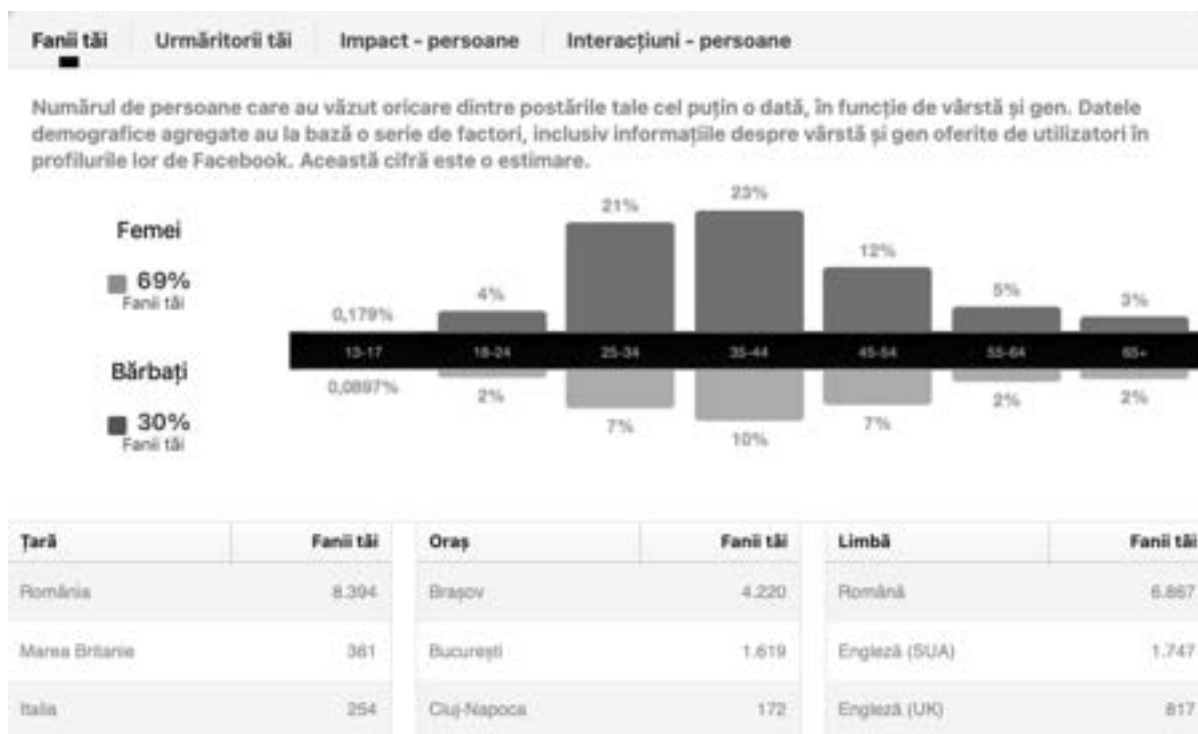 Fanii tăi Urmăritorii tăi Impact - persoane Interacțiuni - persoane
Numărul de persoane care au văzut oricare dintre postările tale cel puțin o dată, în funcție de vârstă și gen. Datele
demografice agregate au la bază o serie de factori, inclusiv informațiile despre vârstă și gen oferite de utilizatori în
profilurile lor de Facebook. Această cifră este o estimare.
Femei
69%
Fanii tăi
0,179% 4% 21% 23% 12% 5% 3%
13-17 18-24 25-34 35-44 45-54 55-64 65+
0,0897% 2% 7% 10% 7% 2% 2%
Bărbați
30%
Fanii tăi
Țară Fanii tăi Oraș Fanii tăi Limbă Fanii tăi
România 8.394 Brașov 4.220 Română 6.867
Marea Britanie 361 București 1.619 Engleză (SUA) 1.747
Italia 254 Cluj-Napoca 172 Engleză (UK) 817